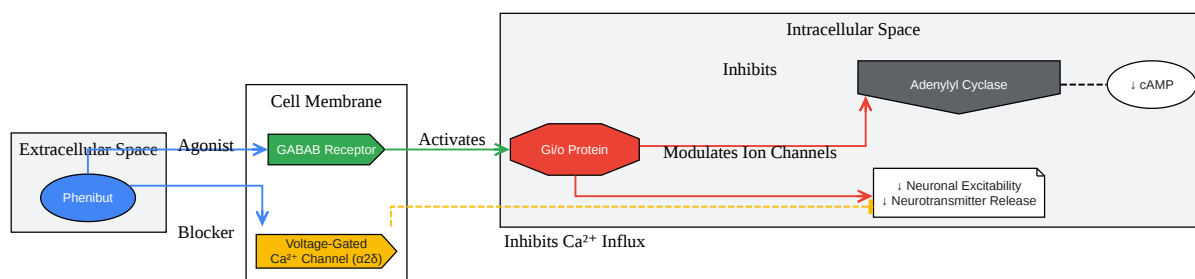 Intracellular Space
Inhibits
Adenylyl Cyclase
↓ cAMP
Cell Membrane
Extracellular Space
Agonist
GABAB Receptor
Activates
Gi/o Protein
Modulates Ion Channels
Phenibut
↓ Neuronal Excitability
↓ Neurotransmitter Release
Blocker
Voltage-Gated
Ca²⁺ Channel (α2δ)
Inhibits Ca²⁺ Influx